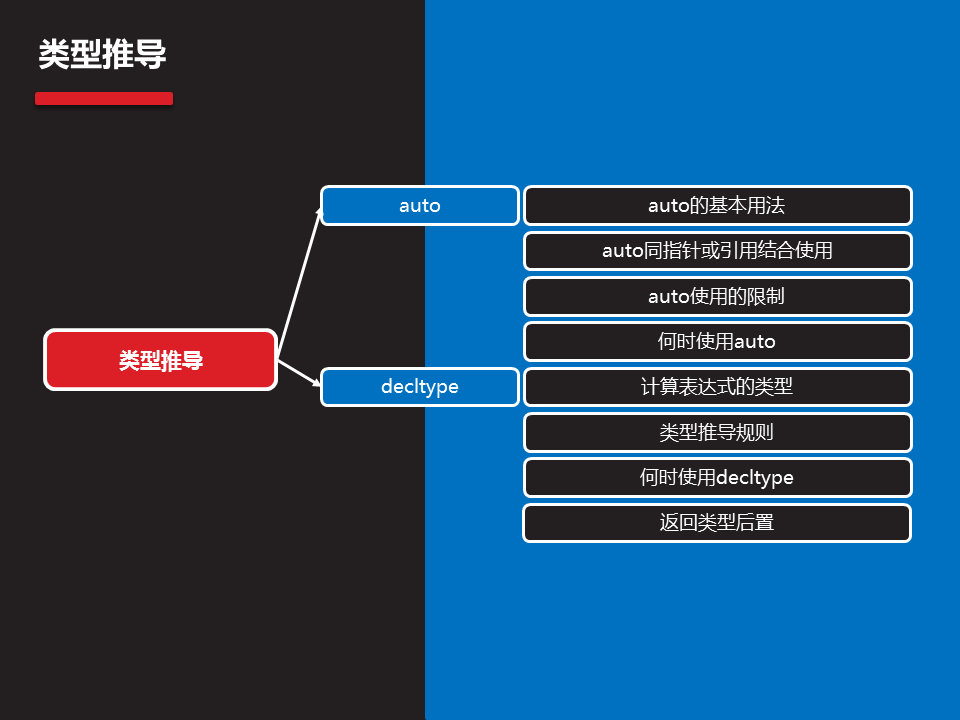 类型推导
auto
auto的基本用法
auto同指针或引用结合使用
auto使用的限制
何时使用auto
类型推导
decltype
计算表达式的类型
类型推导规则
何时使用decltype
返回类型后置